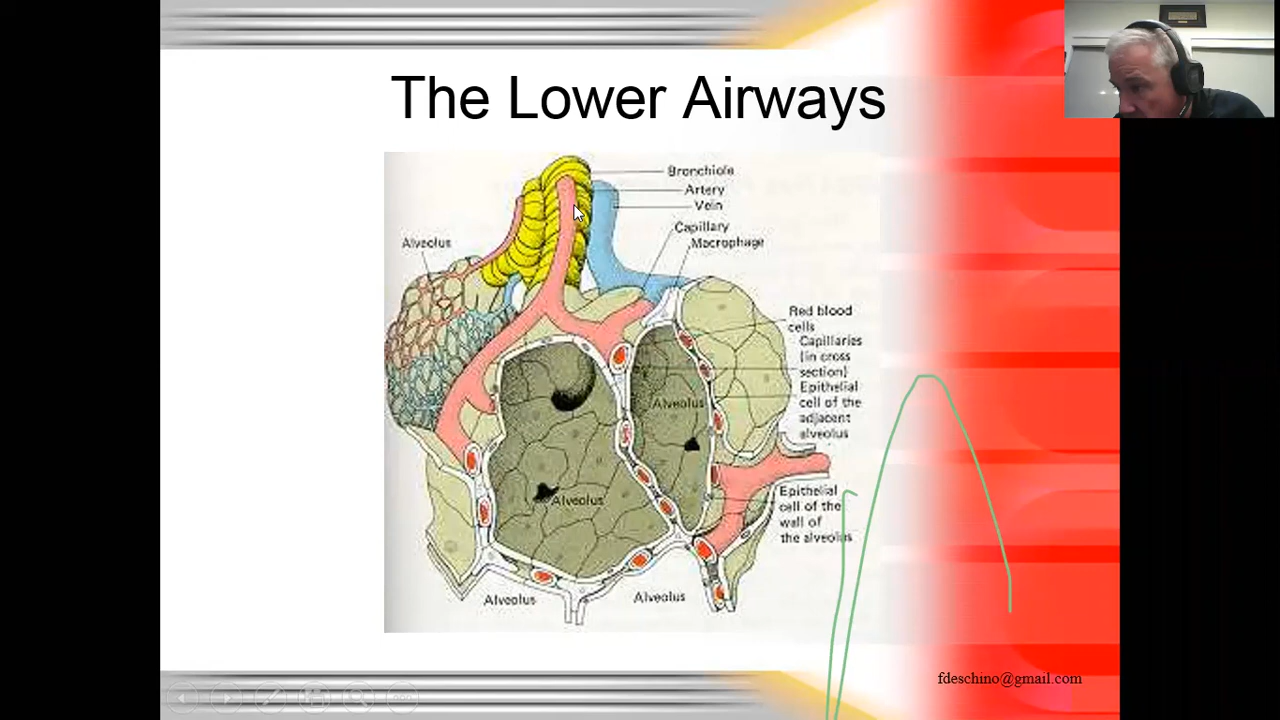 The Lower Airways
Bronchiole
Artery
Vein
Capillary
Macrophage
Alveolus
Red blood
cells
Capillaries
(in cross
section)
Epithelial
cell of the
adjacent
alveolus
Alveolus
Alveolus
Epithelial
cell of the
wall of
the alveolus
Alveolus
Alveolus
fdeschino@gmail.com